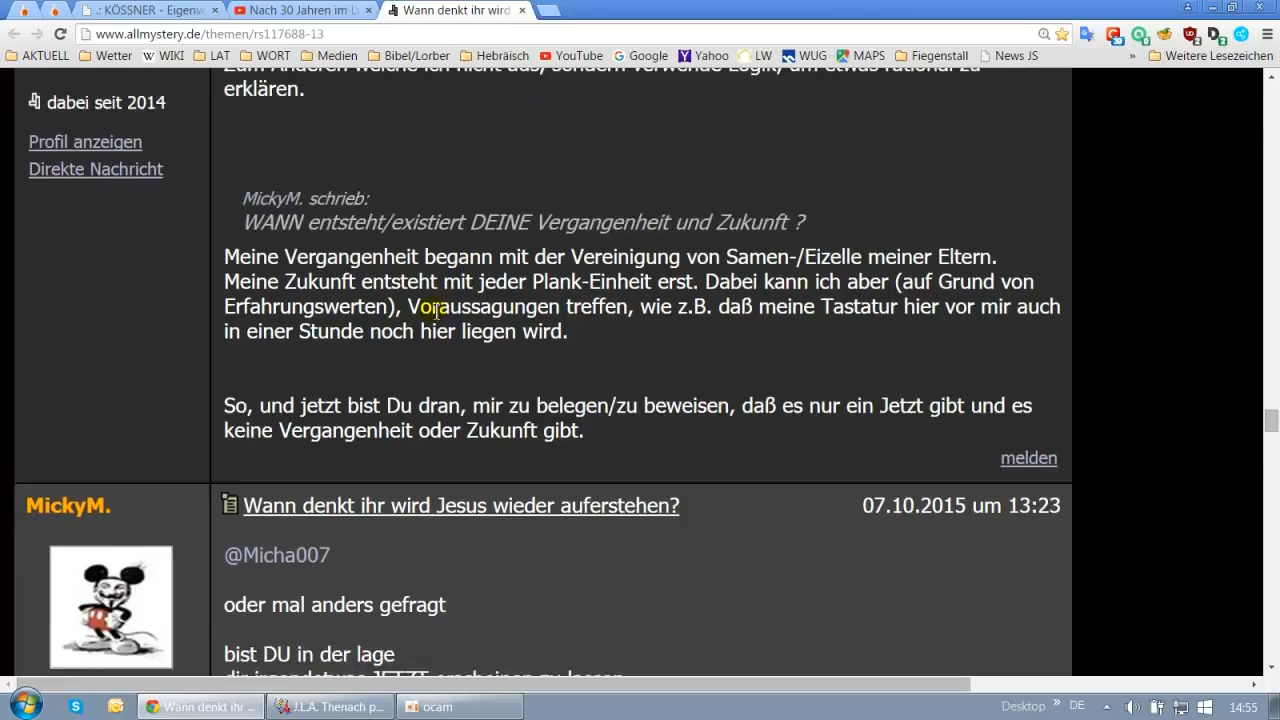 .: KÖSSNER - Eigenw
Nach 30 Jahren im L
Wann denkt ihr wird
www.allmystery.de/themen/rs117688-13
AKTUELL
Wetter
WIKI
LAT
WORT
Medien
Bibel/Lorber
Hebräisch
YouTube
Google
Yahoo
LW
WUG
MAPS
Fiegenstall
News JS
»
Weitere Lesezeichen
erklären.
dabei seit 2014
Profil anzeigen
Direkte Nachricht
MickyM. schrieb:
WANN entsteht/existiert DEINE Vergangenheit und Zukunft ?
Meine Vergangenheit begann mit der Vereinigung von Samen-/Eizelle meiner Eltern.
Meine Zukunft entsteht mit jeder Plank-Einheit erst. Dabei kann ich aber (auf Grund von
Erfahrungswerten), Voraussagungen treffen, wie z.B. daß meine Tastatur hier vor mir auch
in einer Stunde noch hier liegen wird.
So, und jetzt bist Du dran, mir zu belegen/zu beweisen, daß es nur ein Jetzt gibt und es
keine Vergangenheit oder Zukunft gibt.
melden
MickyM.
Wann denkt ihr wird Jesus wieder auferstehen?
07.10.2015 um 13:23
@Micha007
oder mal anders gefragt
bist DU in der lage
Wann denkt ihr ...
J.L.A. Thenach p...
ocam
Desktop
»
DE
14:55